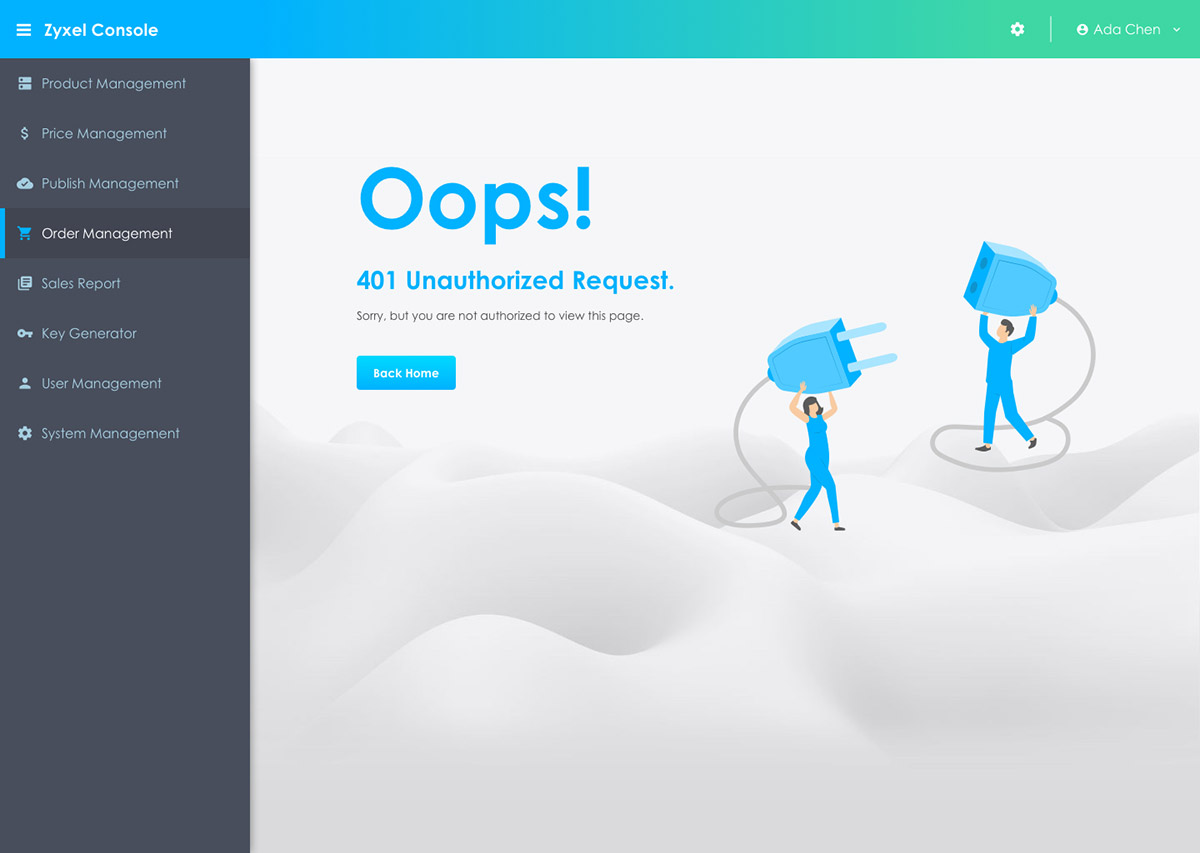 Zyxel Console
Ada Chen
Product Management
Price Management
Publish Management
Order Management
Sales Report
Key Generator
User Management
System Management
Oops!
401 Unauthorized Request.
Sorry, but you are not authorized to view this page.
Back Home